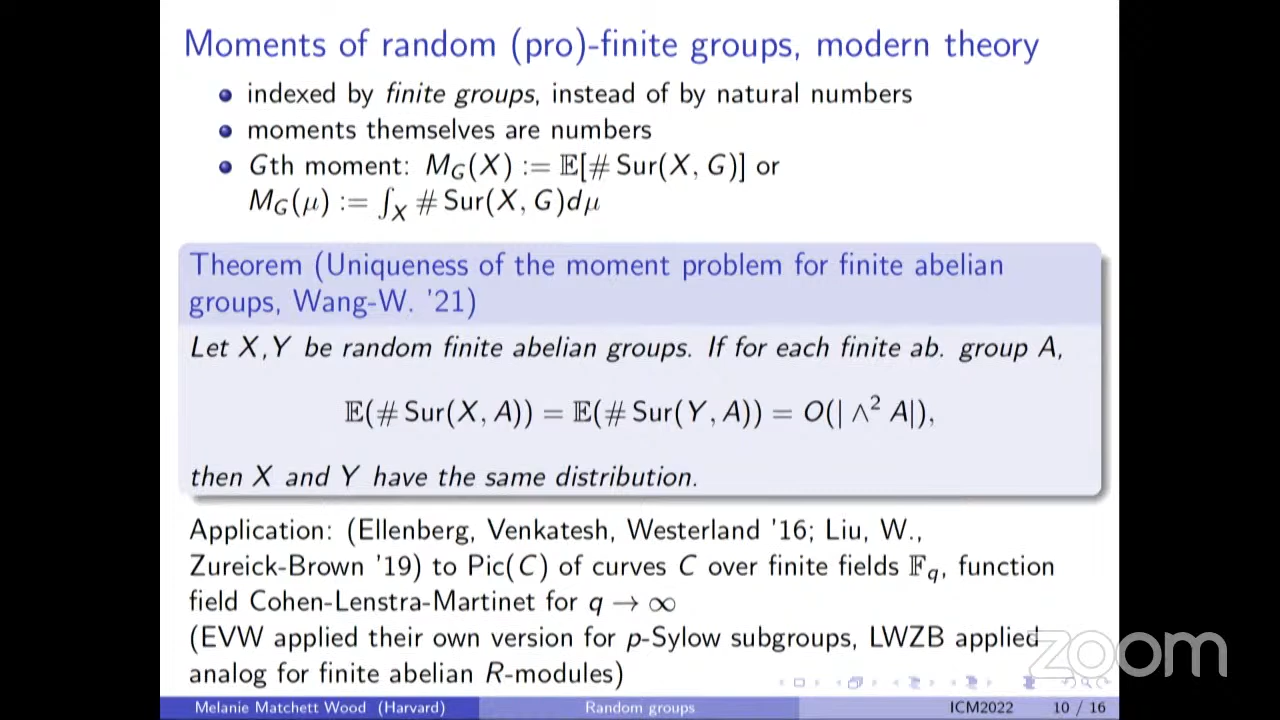 Moments of random (pro)-finite groups, modern theory
indexed by finite groups, instead of by natural numbers
moments themselves are numbers
Gth moment: M_G(X) := 𝔼[# Sur(X, G)] or
M_G(μ) := ∫_X # Sur(X, G)dμ
Theorem (Uniqueness of the moment problem for finite abelian
groups, Wang-W. '21)
Let X, Y be random finite abelian groups. If for each finite ab. group A,
𝔼(# Sur(X, A)) = 𝔼(# Sur(Y, A)) = O(| ∧² A|),
then X and Y have the same distribution.
Application: (Ellenberg, Venkatesh, Westerland '16; Liu, W.,
Zureick-Brown '19) to Pic(C) of curves C over finite fields 𝔽_q, function
field Cohen-Lenstra-Martinet for q → ∞
(EVW applied their own version for p-Sylow subgroups, LWZB applied
analog for finite abelian R-modules)
zoom
Melanie Matchett Wood (Harvard) Random groups ICM2022 10 / 16